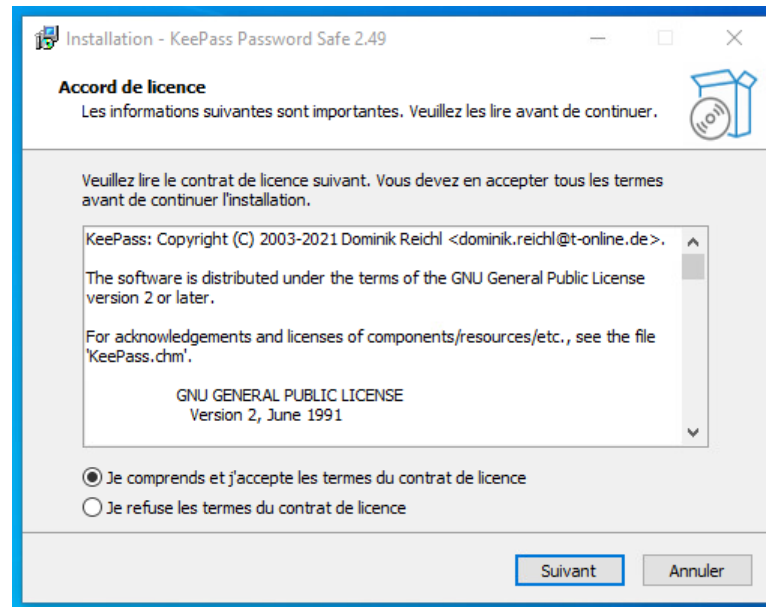 Installation - KeePass Password Safe 2.49
Accord de licence
Les informations suivantes sont importantes. Veuillez les lire avant de continuer.
Veuillez lire le contrat de licence suivant. Vous devez en accepter tous les termes
avant de continuer l'installation.
KeePass: Copyright (C) 2003-2021 Dominik Reichl <dominik.reichl@t-online.de>.
The software is distributed under the terms of the GNU General Public License
version 2 or later.
For acknowledgements and licenses of components/resources/etc., see the file
'KeePass.chm'.
GNU GENERAL PUBLIC LICENSE
Version 2, June 1991
Je comprends et j'accepte les termes du contrat de licence
Je refuse les termes du contrat de licence
Suivant
Annuler